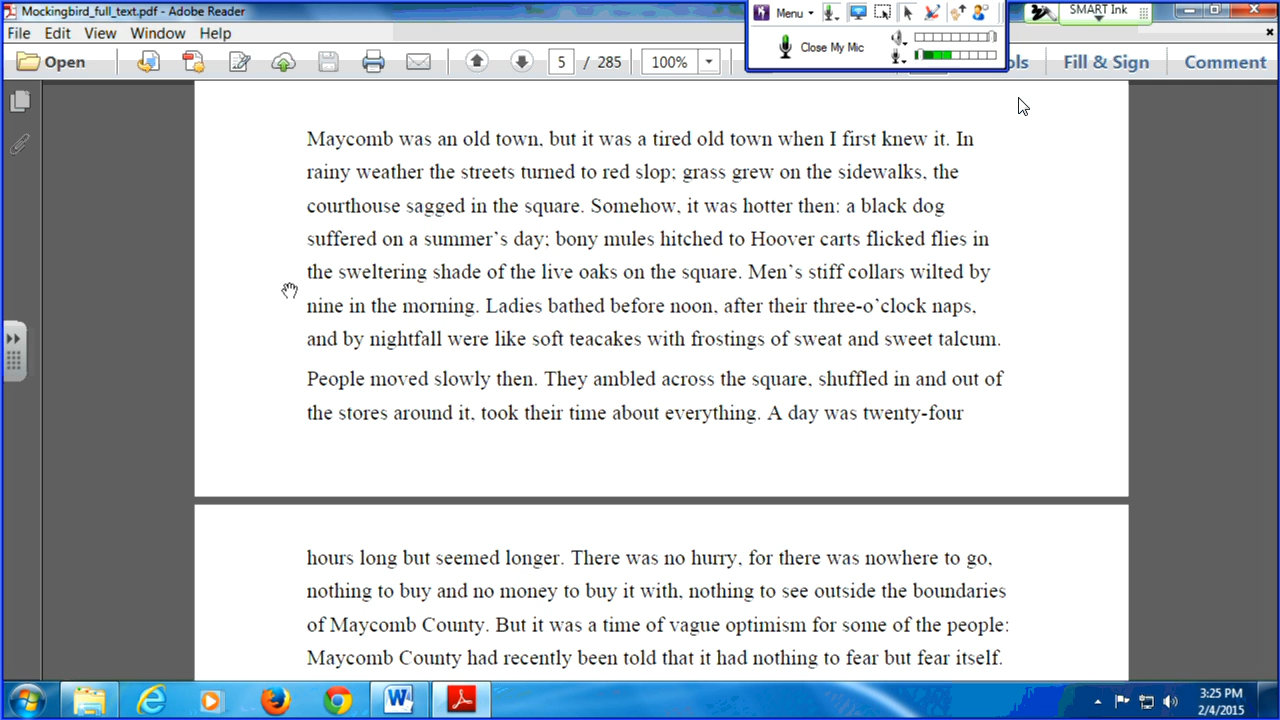 Mockingbird_full_text.pdf - Adobe Reader
Menu
SMART Ink
File Edit View Window Help
Close My Mic
Open
5 / 285
100%
ols
Fill & Sign
Comment
Maycomb was an old town, but it was a tired old town when I first knew it. In
rainy weather the streets turned to red slop; grass grew on the sidewalks, the
courthouse sagged in the square. Somehow, it was hotter then: a black dog
suffered on a summer's day; bony mules hitched to Hoover carts flicked flies in
the sweltering shade of the live oaks on the square. Men's stiff collars wilted by
nine in the morning. Ladies bathed before noon, after their three-o'clock naps,
and by nightfall were like soft teacakes with frostings of sweat and sweet talcum.
People moved slowly then. They ambled across the square, shuffled in and out of
the stores around it, took their time about everything. A day was twenty-four
hours long but seemed longer. There was no hurry, for there was nowhere to go,
nothing to buy and no money to buy it with, nothing to see outside the boundaries
of Maycomb County. But it was a time of vague optimism for some of the people:
Maycomb County had recently been told that it had nothing to fear but fear itself.
3:25 PM
2/4/2015